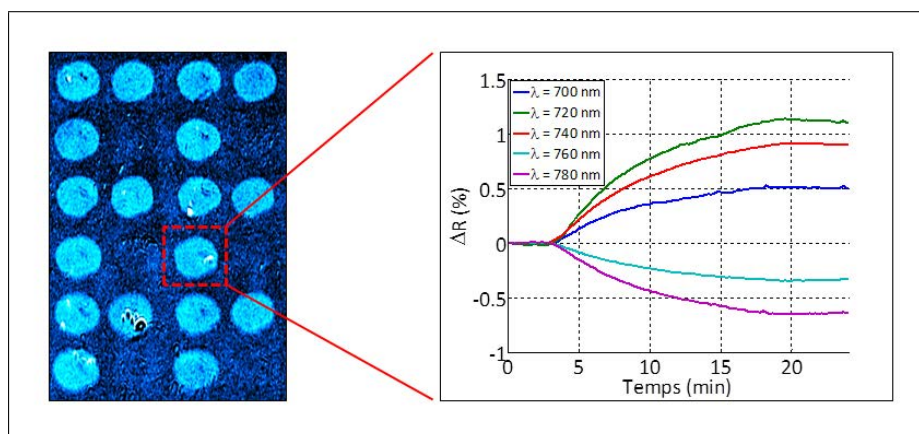 1.5
1
0.5
0
-0.5
-1
ΔR (%)
λ = 700 nm
λ = 720 nm
λ = 740 nm
λ = 760 nm
λ = 780 nm
0 5 10 15 20
Temps (min)